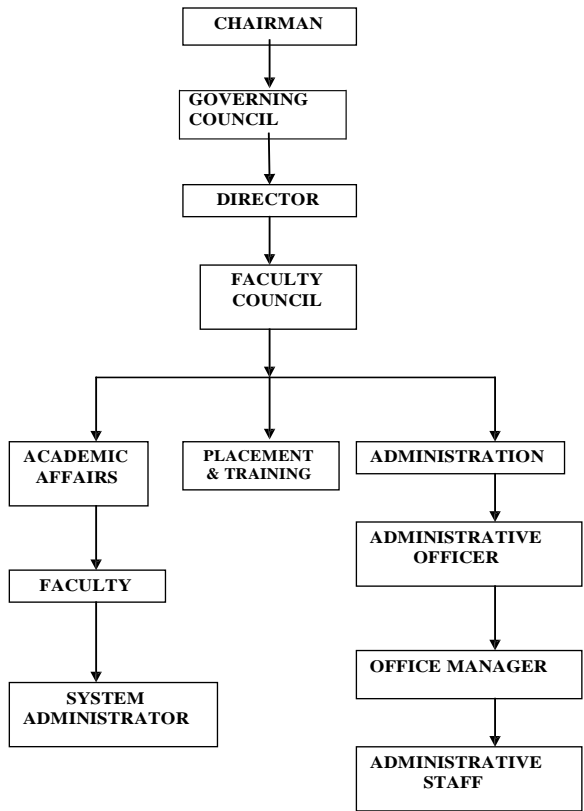 CHAIRMAN
GOVERNING
COUNCIL
DIRECTOR
FACULTY
COUNCIL
ACADEMIC
AFFAIRS
PLACEMENT
& TRAINING
ADMINISTRATION
ADMINISTRATIVE
OFFICER
FACULTY
OFFICE MANAGER
SYSTEM
ADMINISTRATOR
ADMINISTRATIVE
STAFF